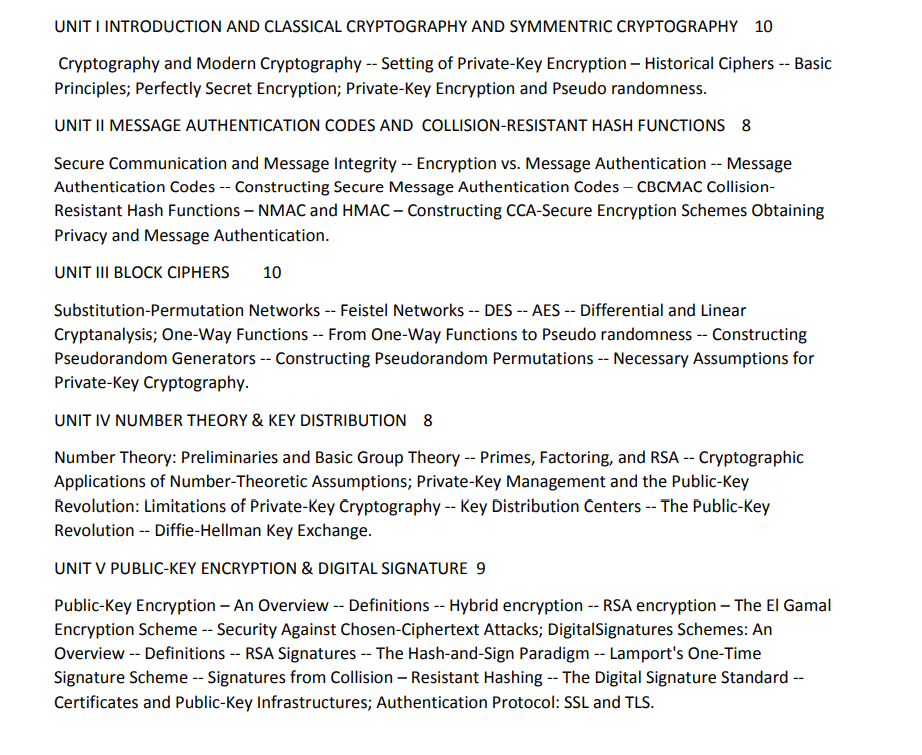 UNIT I INTRODUCTION AND CLASSICAL CRYPTOGRAPHY AND SYMMENTRIC CRYPTOGRAPHY 10
Cryptography and Modern Cryptography -- Setting of Private-Key Encryption – Historical Ciphers -- Basic
Principles; Perfectly Secret Encryption; Private-Key Encryption and Pseudo randomness.
UNIT II MESSAGE AUTHENTICATION CODES AND COLLISION-RESISTANT HASH FUNCTIONS 8
Secure Communication and Message Integrity -- Encryption vs. Message Authentication -- Message
Authentication Codes -- Constructing Secure Message Authentication Codes – CBCMAC Collision-
Resistant Hash Functions – NMAC and HMAC – Constructing CCA-Secure Encryption Schemes Obtaining
Privacy and Message Authentication.
UNIT III BLOCK CIPHERS 10
Substitution-Permutation Networks -- Feistel Networks -- DES -- AES -- Differential and Linear
Cryptanalysis; One-Way Functions -- From One-Way Functions to Pseudo randomness -- Constructing
Pseudorandom Generators -- Constructing Pseudorandom Permutations -- Necessary Assumptions for
Private-Key Cryptography.
UNIT IV NUMBER THEORY & KEY DISTRIBUTION 8
Number Theory: Preliminaries and Basic Group Theory -- Primes, Factoring, and RSA -- Cryptographic
Applications of Number-Theoretic Assumptions; Private-Key Management and the Public-Key
Revolution: Limitations of Private-Key Cryptography -- Key Distribution Centers -- The Public-Key
Revolution -- Diffie-Hellman Key Exchange.
UNIT V PUBLIC-KEY ENCRYPTION & DIGITAL SIGNATURE 9
Public-Key Encryption – An Overview -- Definitions -- Hybrid encryption -- RSA encryption – The El Gamal
Encryption Scheme -- Security Against Chosen-Ciphertext Attacks; DigitalSignatures Schemes: An
Overview -- Definitions -- RSA Signatures -- The Hash-and-Sign Paradigm -- Lamport's One-Time
Signature Scheme -- Signatures from Collision – Resistant Hashing -- The Digital Signature Standard --
Certificates and Public-Key Infrastructures; Authentication Protocol: SSL and TLS.